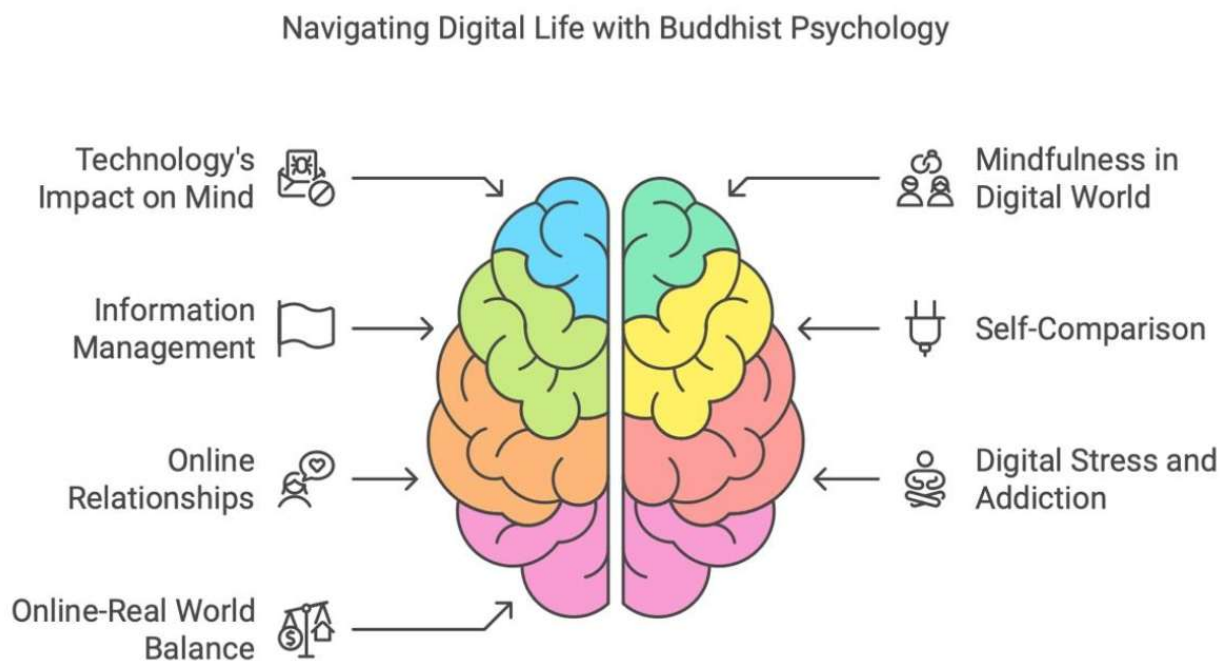 Navigating Digital Life with Buddhist Psychology
Technology's
Impact on Mind
Information
Management
Online
Relationships
Online-Real World
Balance
Mindfulness in
Digital World
Self-Comparison
Digital Stress and
Addiction
$